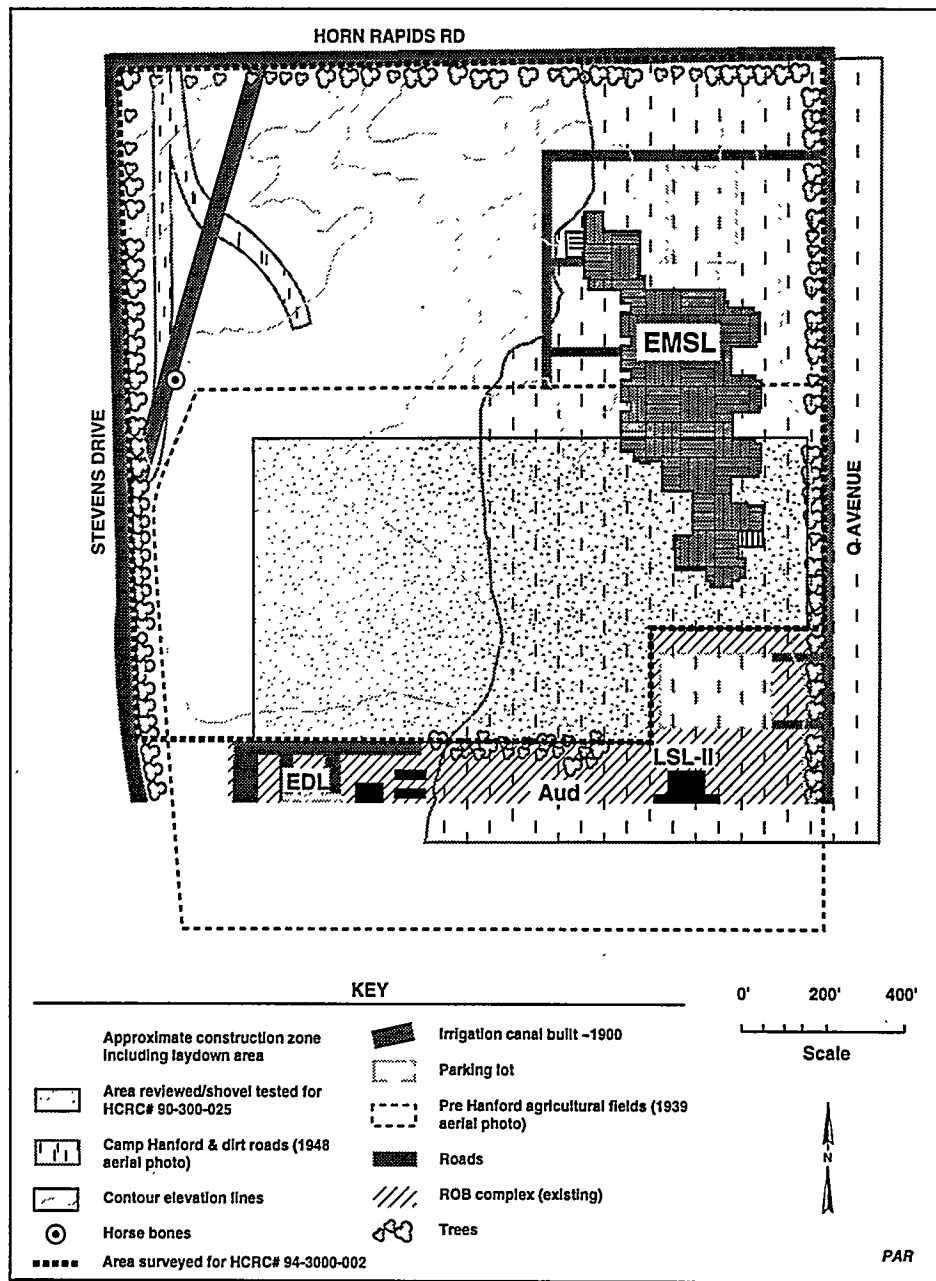 HORN RAPIDS RD
STEVENS DRIVE
Q AVENUE
EMSL
EDL
Aud
LSL-II
KEY
Approximate construction zone
including laydown area
Area reviewed/shovel tested for
HCRC# 90-300-025
Camp Hanford & dirt roads (1948
aerial photo)
Contour elevation lines
Horse bones
Area surveyed for HCRC# 94-3000-002
Irrigation canal built ~1900
Parking lot
Pre Hanford agricultural fields (1939
aerial photo)
Roads
ROB complex (existing)
Trees
0' 200' 400'
Scale
N
PAR